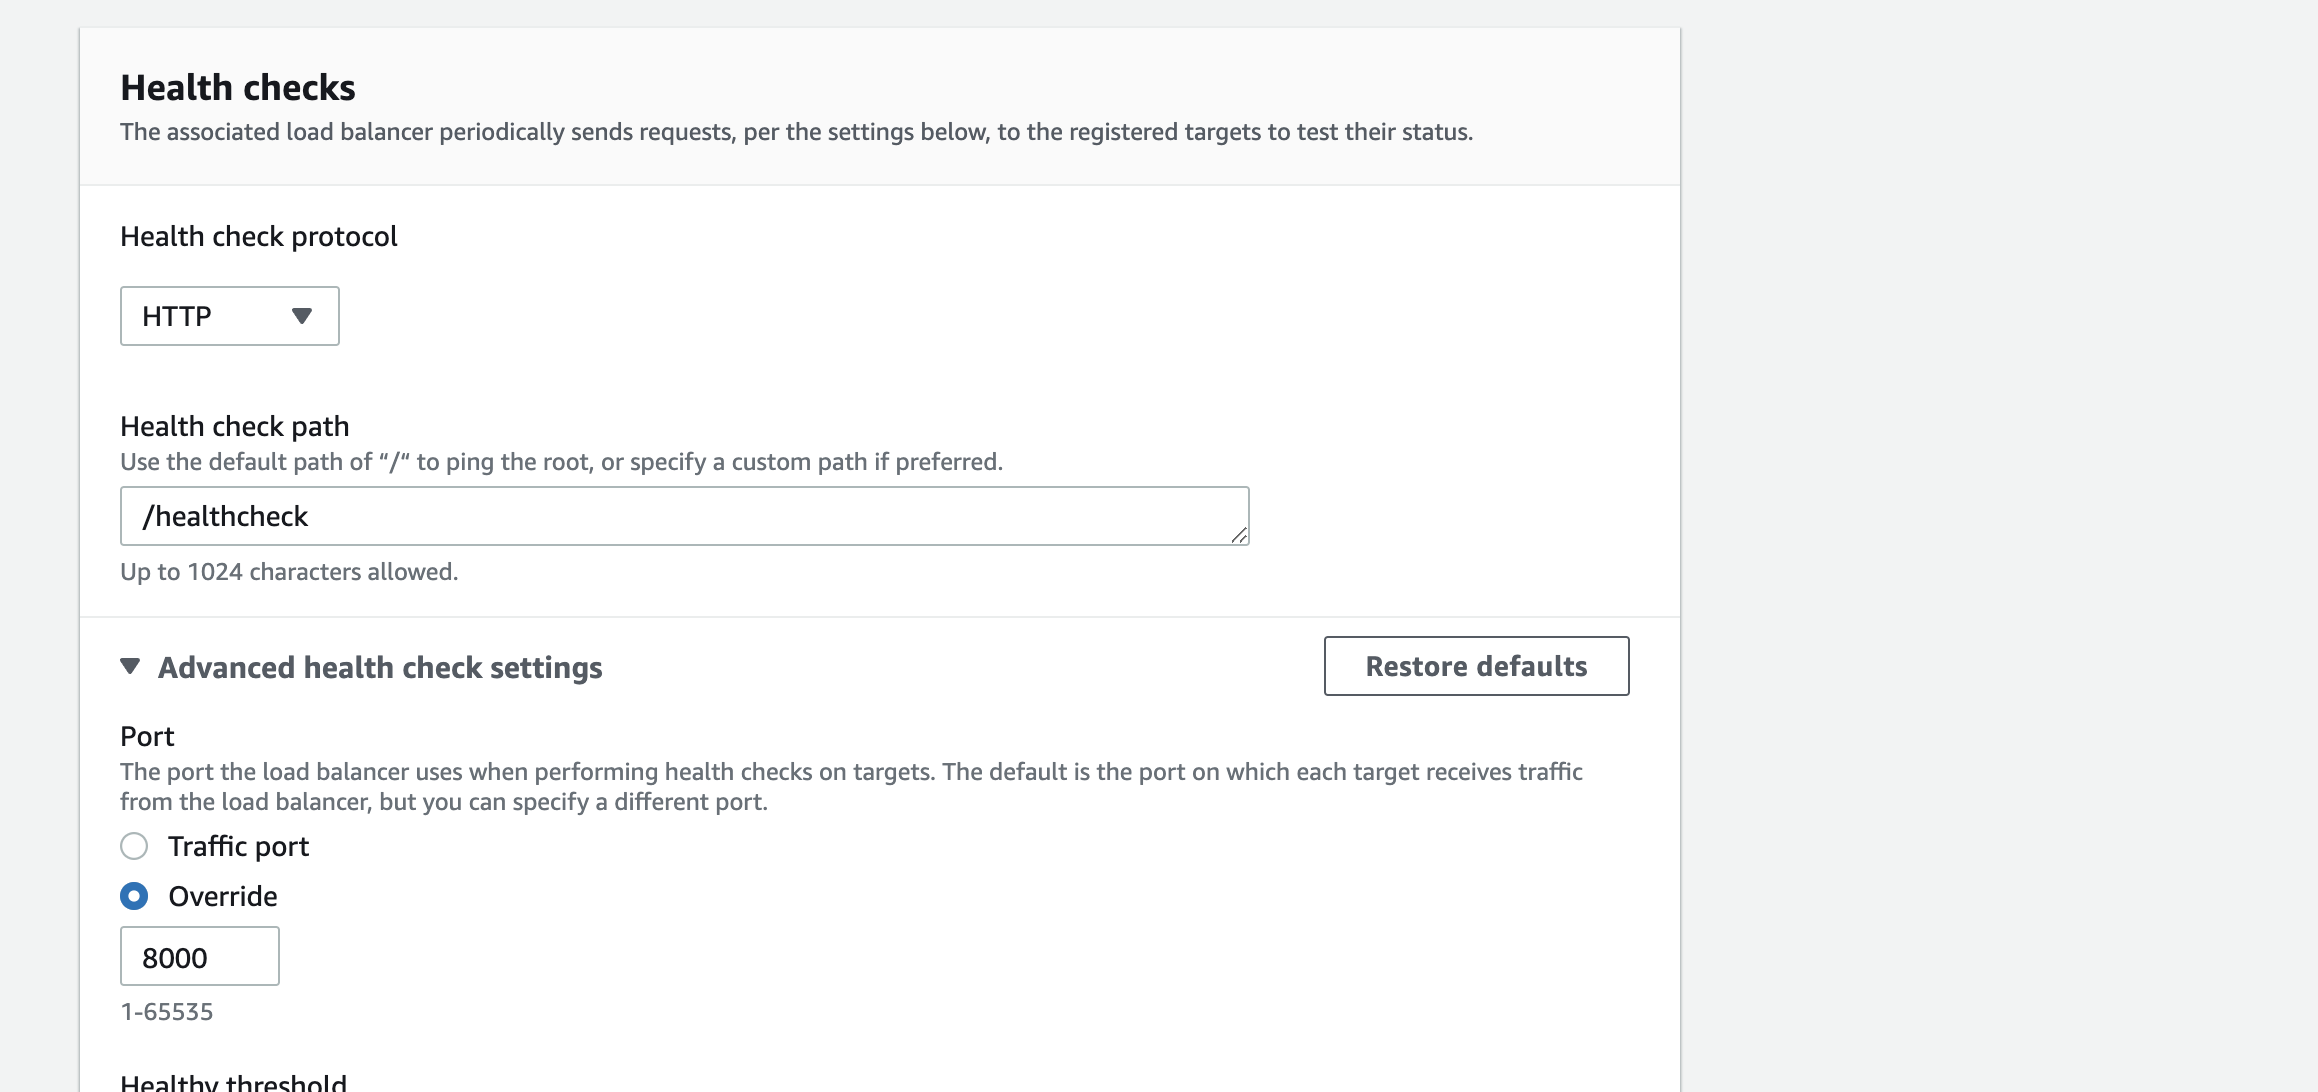 Health checks
The associated load balancer periodically sends requests, per the settings below, to the registered targets to test their status.
Health check protocol
HTTP
Health check path
Use the default path of “/“ to ping the root, or specify a custom path if preferred.
/healthcheck
Up to 1024 characters allowed.
Advanced health check settings
Restore defaults
Port
The port the load balancer uses when performing health checks on targets. The default is the port on which each target receives traffic
from the load balancer, but you can specify a different port.
Traffic port
Override
8000
1-65535
Healthy threshold